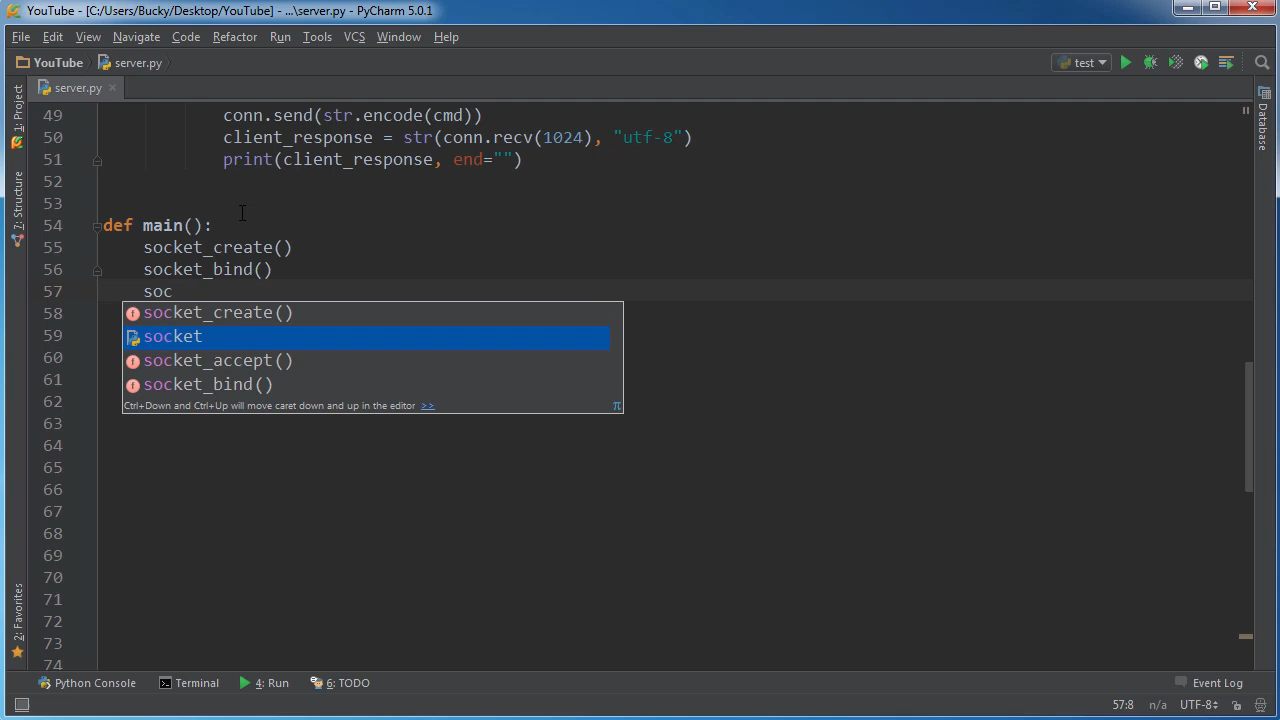 YouTube - [C:/Users/Bucky/Desktop/YouTube] - ...\server.py - PyCharm 5.0.1
File Edit View Navigate Code Refactor Run Tools VCS Window Help
YouTube server.py test
server.py
1: Project
7: Structure
2: Favorites
Database
49 conn.send(str.encode(cmd))
50 client_response = str(conn.recv(1024), "utf-8")
51 print(client_response, end="")
52
53
54 def main():
55 socket_create()
56 socket_bind()
57 soc
58 socket_create()
59 socket
60 socket_accept()
61 socket_bind()
62 Ctrl+Down and Ctrl+Up will move caret down and up in the editor >> π
63
64
65
66
67
68
69
70
71
72
73
74
Python Console Terminal 4: Run 6: TODO Event Log
57:8 n/a UTF-8